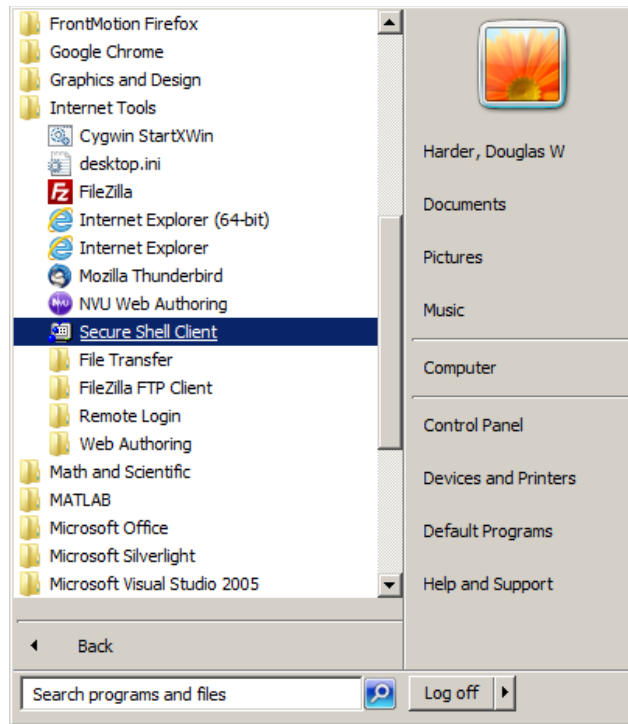 FrontMotion Firefox
Google Chrome
Graphics and Design
Internet Tools
Cygwin StartXWin
desktop.ini
FileZilla
Internet Explorer (64-bit)
Internet Explorer
Mozilla Thunderbird
NVU Web Authoring
Secure Shell Client
File Transfer
FileZilla FTP Client
Remote Login
Web Authoring
Math and Scientific
MATLAB
Microsoft Office
Microsoft Silverlight
Microsoft Visual Studio 2005
Back
Search programs and files
Harder, Douglas W
Documents
Pictures
Music
Computer
Control Panel
Devices and Printers
Default Programs
Help and Support
Log off